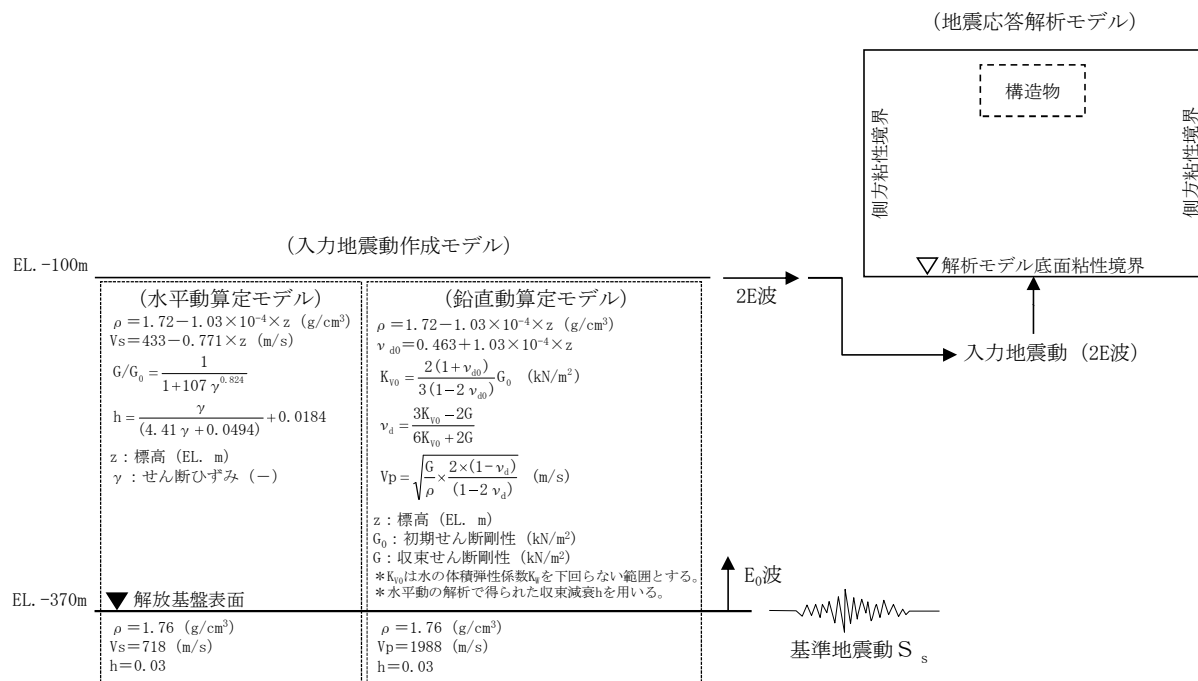 (地震応答解析モデル)
構造物
側方粘性境界
側方粘性境界
▽解析モデル底面粘性境界
(入力地震動作成モデル)
EL.-100m
2E波
入力地震動 (2E波)
(水平動算定モデル)
ρ=1.72-1.03×10⁻⁴×z (g/cm³)
Vs=433-0.771×z (m/s)
G/G₀=1/(1+107γ^0.824)
h=γ/(4.41γ+0.0494)+0.0184
z:標高 (EL. m)
γ:せん断ひずみ (-)
(鉛直動算定モデル)
ρ=1.72-1.03×10⁻⁴×z (g/cm³)
ν_d0=0.463+1.03×10⁻⁴×z
K_V0=2(1+ν_d0)/3(1-2ν_d0) G₀ (kN/m²)
ν_d=(3K_V0-2G)/(6K_V0+2G)
Vp=√(G/ρ×2×(1-ν_d)/(1-2ν_d)) (m/s)
z:標高 (EL. m)
G₀:初期せん断剛性 (kN/m²)
G:収束せん断剛性 (kN/m²)
*K_V0は水の体積弾性係数K_Wを下回らない範囲とする。
*水平動の解析で得られた収束減衰hを用いる。
E₀波
EL.-370m
▼解放基盤表面
ρ=1.76 (g/cm³)
Vs=718 (m/s)
h=0.03
ρ=1.76 (g/cm³)
Vp=1988 (m/s)
h=0.03
基準地震動Ss